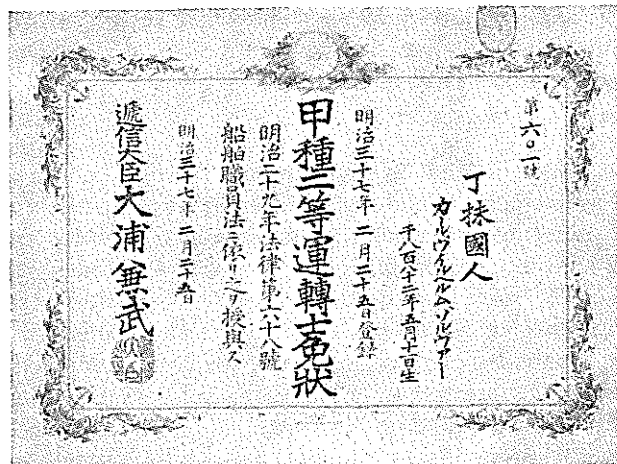 第六〇一號
丁抹國人
カールヴィルヘルムソルヴァー
千八百八十二年五月十一日生
明治三十七年二月二十五日登録
甲種二等運轉士免狀
明治二十九年法律第六十八號
船舶職員法ニ依リ之ヲ授與ス
明治三十七年二月二十五日
遞信大臣大浦兼武